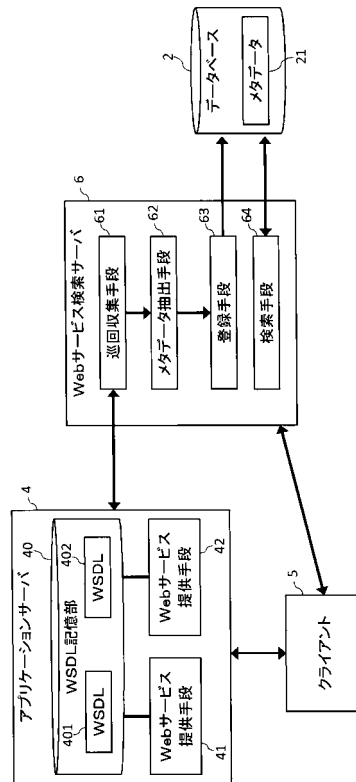 アプリケーションサーバ
4
WSDL記憶部
40
401
WSDL
402
WSDL
Webサービス
提供手段
41
Webサービス
提供手段
42
クライアント
5
Webサービス検索サーバ
6
巡回収集手段
61
メタデータ抽出手段
62
登録手段
63
検索手段
64
データベース
2
メタデータ
21